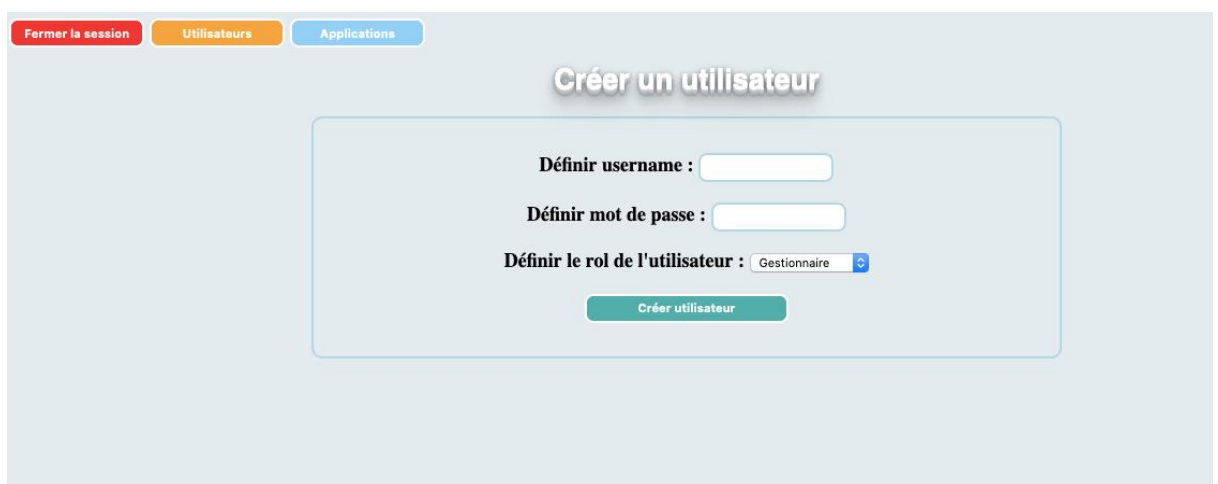 Fermer la session Utilisateurs Applications
Créer un utilisateur
Définir username :
Définir mot de passe :
Définir le rol de l'utilisateur : Gestionnaire
Créer utilisateur